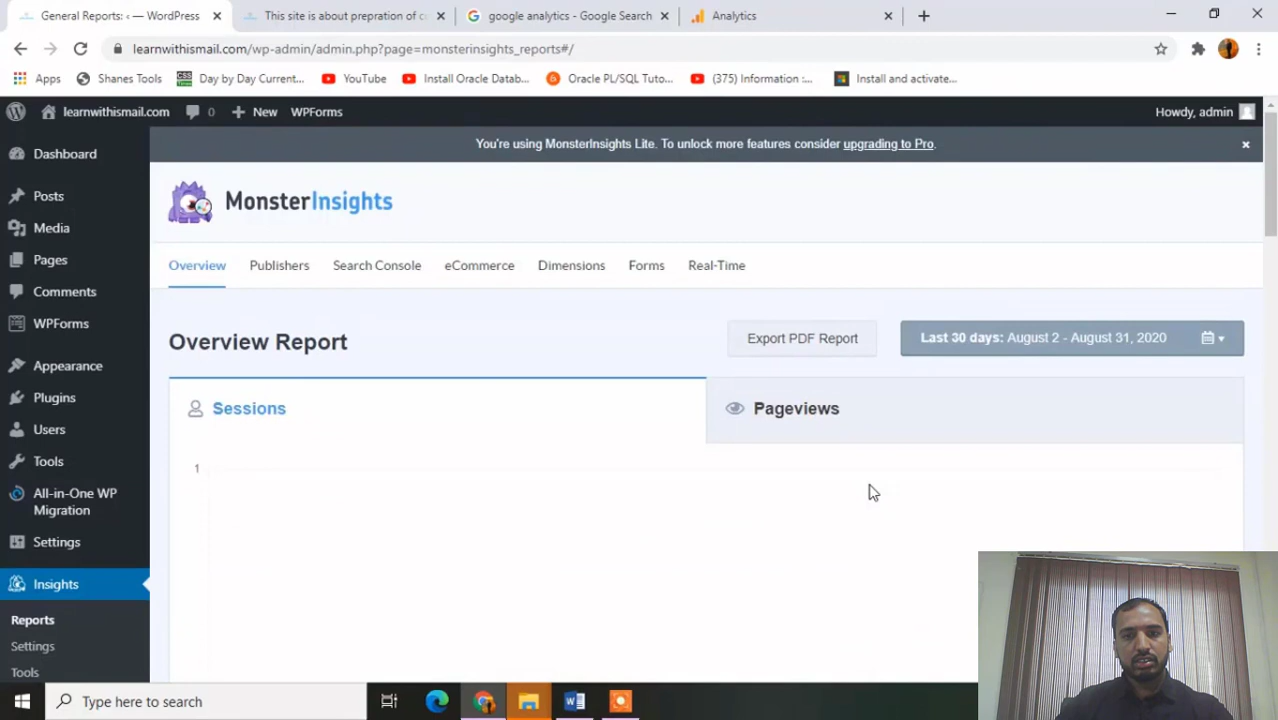 General Reports: ‹ — WordPress
This site is about prepration of co
google analytics - Google Search
Analytics
learnwithismail.com/wp-admin/admin.php?page=monsterinsights_reports#/
Apps
Shanes Tools
CSS
Day by Day Current...
YouTube
Install Oracle Datab...
Oracle PL/SQL Tuto...
(375) Information :...
Install and activate...
learnwithismail.com
0
New
WPForms
Howdy, admin
Dashboard
Posts
Media
Pages
Comments
WPForms
Appearance
Plugins
Users
Tools
All-in-One WP
Migration
Settings
Insights
Reports
Settings
Tools
You're using MonsterInsights Lite. To unlock more features consider upgrading to Pro.
MonsterInsights
Overview
Publishers
Search Console
eCommerce
Dimensions
Forms
Real-Time
Overview Report
Export PDF Report
Last 30 days: August 2 - August 31, 2020
Sessions
Pageviews
1
Type here to search